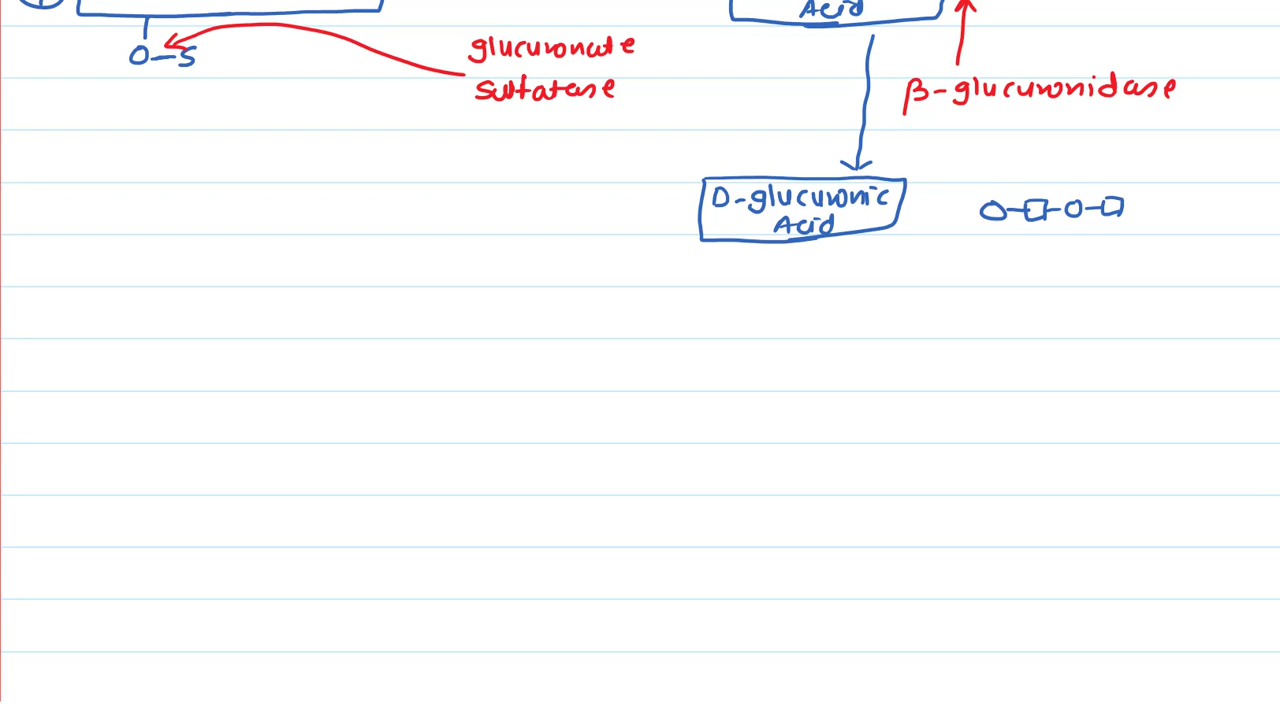 Acid
O-S
glucuronate
sulfatase
β-glucuronidase
D-glucuronic
Acid